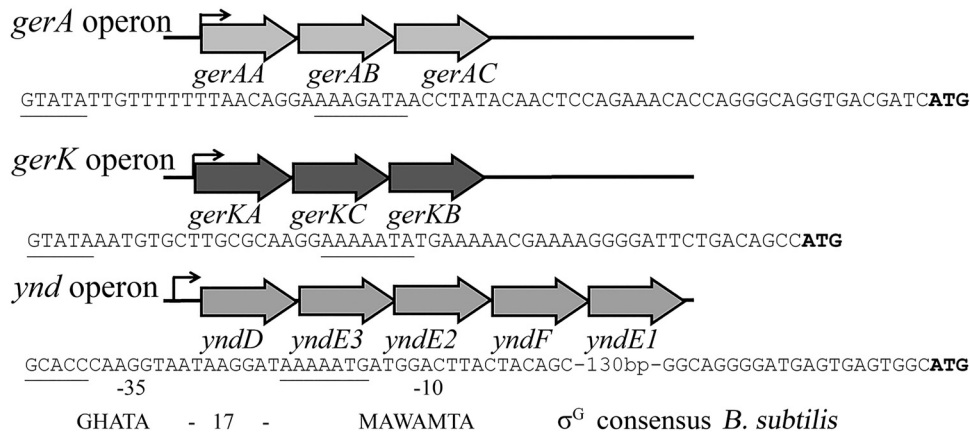 gerA operon
gerAA gerAB gerAC
GTATATTGTTTTTTTAACAGGAAAAGATAACCTATACAACTCCAGAAACACCAGGGCAGGTGACGATCATG
gerK operon
gerKA gerKC gerKB
GTATAAATGTGCTTGCGCAAGGAAAAATATGAAAAACGAAAAGGGGATTCTGACAGCCATG
ynd operon
yndD yndE3 yndE2 yndF yndE1
GCACCCAAGGTAATAAGGATAAAAATGATGGACTTACTACAGC-130bp-GGCAGGGGATGAGTGAGTGGCATG
-35 -10
GHATA - 17 - MAWAMTA σG consensus B. subtilis